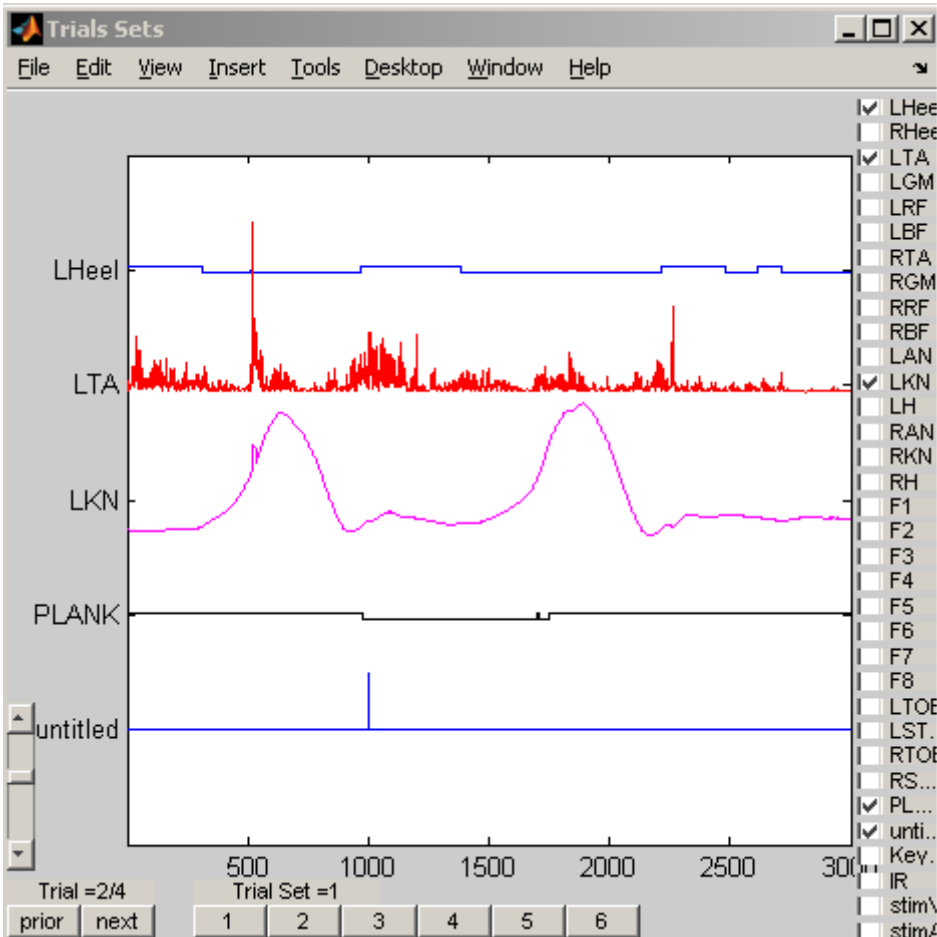 Trials Sets
File Edit View Insert Tools Desktop Window Help
LHeel
LTA
LKN
PLANK
untitled
500 1000 1500 2000 2500 3000
Trial =2/4
Trial Set =1
prior next
1 2 3 4 5 6
LHee
RHee
LTA
LGM
LRF
LBF
RTA
RGM
RRF
RBF
LAN
LKN
LH
RAN
RKN
RH
F1
F2
F3
F4
F5
F6
F7
F8
LTOE
LST...
RTOE
RS...
PL...
unti...
Key.
IR
stimV
stimA